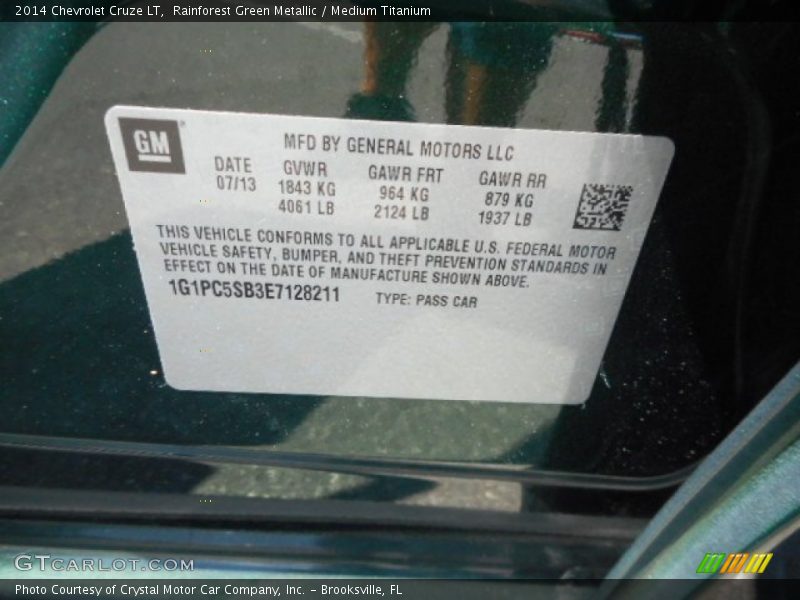 2014 Chevrolet Cruze LT, Rainforest Green Metallic / Medium Titanium
GM
MFD BY GENERAL MOTORS LLC
DATE GVWR GAWR FRT GAWR RR
07/13 1843 KG 964 KG 879 KG
4061 LB 2124 LB 1937 LB
THIS VEHICLE CONFORMS TO ALL APPLICABLE U.S. FEDERAL MOTOR
VEHICLE SAFETY, BUMPER, AND THEFT PREVENTION STANDARDS IN
EFFECT ON THE DATE OF MANUFACTURE SHOWN ABOVE.
1G1PC5SB3E7128211 TYPE: PASS CAR
GTCARLOT.COM
Photo Courtesy of Crystal Motor Car Company, Inc. – Brooksville, FL